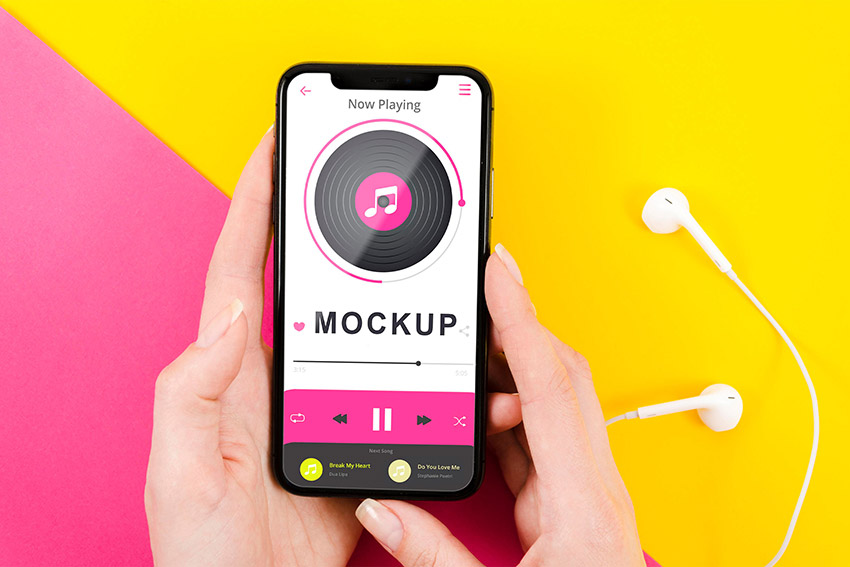 Now Playing
MOCKUP
3:15 5:05
Next Song
Break My Heart Do You Love Me
Dua Lipa Stephanie Poetri